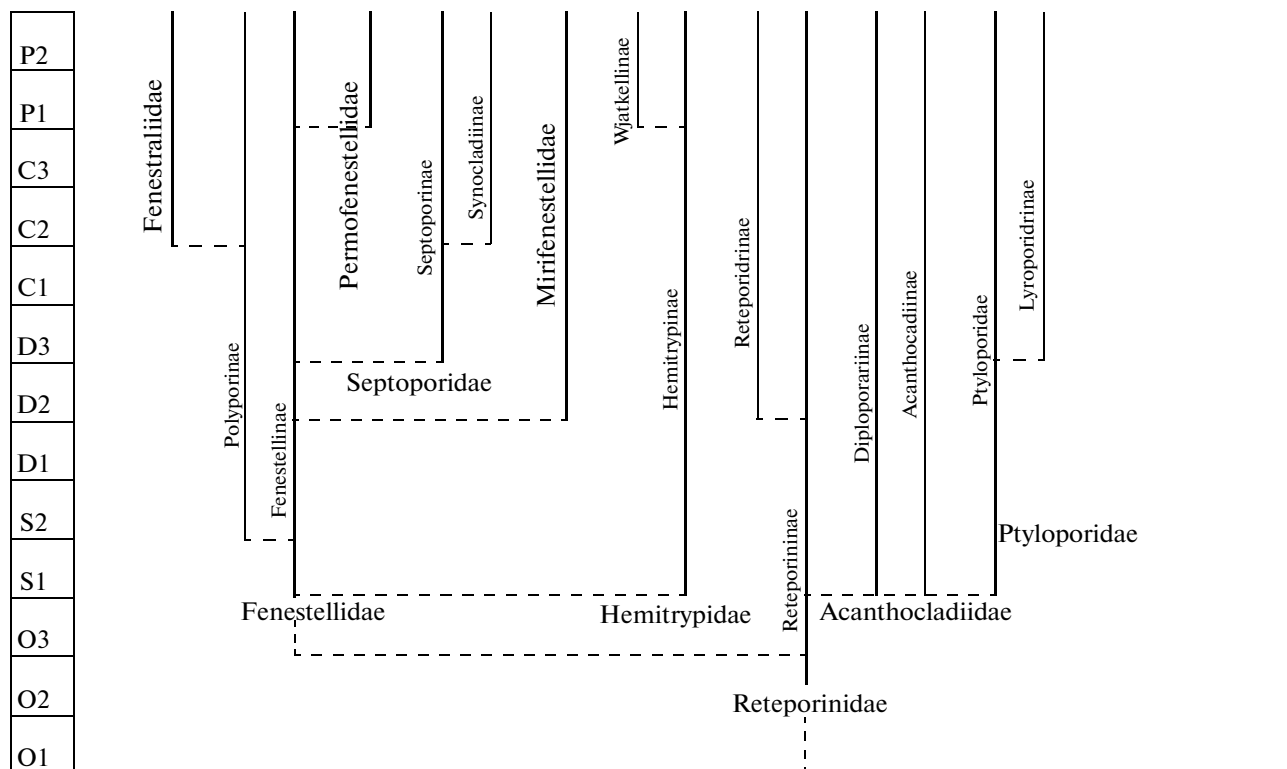 P2
P1
C3
C2
C1
D3
D2
D1
S2
S1
O3
O2
O1
Fenestraliidae
Polyporinae
Fenestellinae
Permofenestellidae
Septoporinae
Synocladiinae
Mirifenestellidae
Wjatkellinae
Hemitrypinae
Reteporidrinae
Reteporininae
Diploporariinae
Acanthocadiinae
Ptyloporidae
Lyroporidrinae
Septoporidae
Ptyloporidae
Fenestellidae
Hemitrypidae
Acanthocladiidae
Reteporinidae